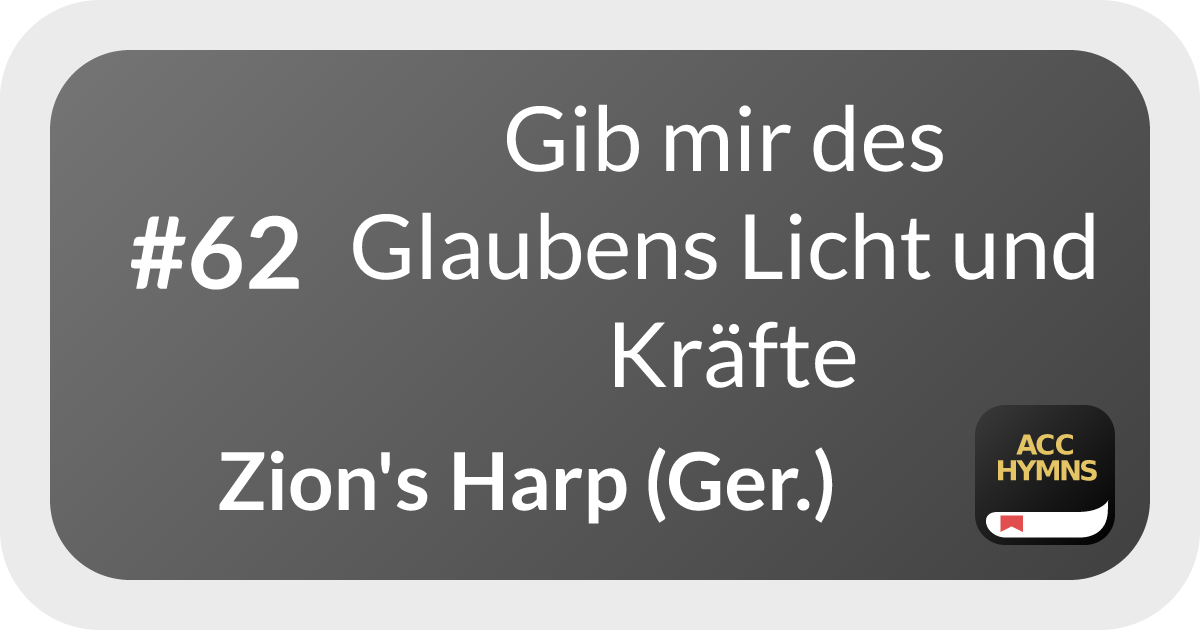 Gib mir des
#62 Glaubens Licht und
Kräfte
Zion's Harp (Ger.)
ACC
HYMNS